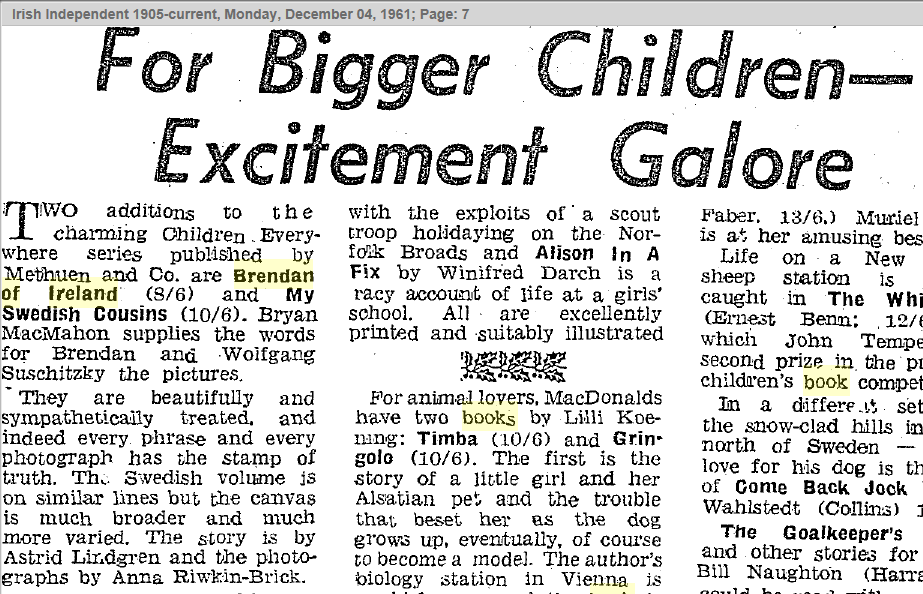 Irish Independent 1905-current, Monday, December 04, 1961; Page: 7
For Bigger Children—
Excitement Galore
TWO additions to the
charming Children Every-
where series published by
Methuen and Co. are Brendan
of Ireland (8/6) and My
Swedish Cousins (10/6). Bryan
MacMahon supplies the words
for Brendan and Wolfgang
Suschitzky the pictures.
They are beautifully and
sympathetically treated, and
indeed every phrase and every
photograph has the stamp of
truth. The Swedish volume is
on similar lines but the canvas
is much broader and much
more varied. The story is by
Astrid Lindgren and the photo-
graphs by Anna Riwkin-Brick.
with the exploits of a scout
troop holidaying on the Nor-
folk Broads and Alison In A
Fix by Winifred Darch is a
racy account of life at a girls'
school. All are excellently
printed and suitably illustrated
For animal lovers, MacDonalds
have two books by Lilli Koe-
ning: Timba (10/6) and Grin-
golo (10/6). The first is the
story of a little girl and her
Alsatian pet and the trouble
that beset her as the dog
grows up, eventually, of course
to become a model. The author's
biology station in Vienna is
Faber, 13/6.) Muriel
is at her amusing bes
Life on a New
sheep station is
caught in The Whi
(Ernest Benn; 12/6
which John Tempe
second prize in the pu
children's book compet
In a different set
the snow-clad hills in
north of Sweden —
love for his dog is th
of Come Back Jock
Wahlstedt (Collins) 1
The Goalkeeper's
and other stories for
Bill Naughton (Harra